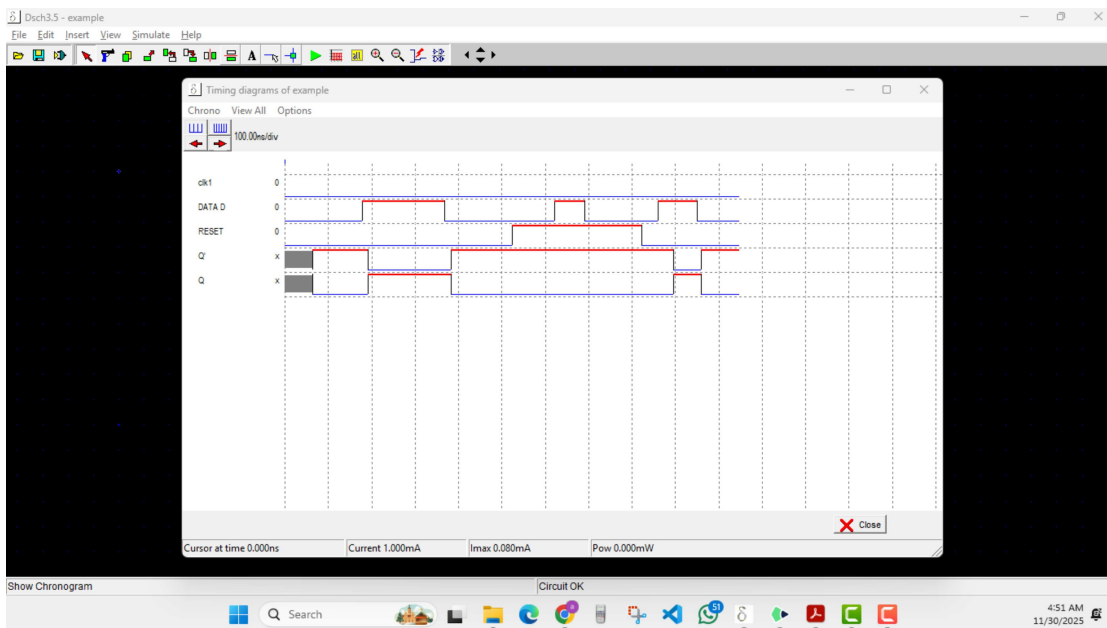 Dsch3.5 - example
File Edit Insert View Simulate Help
Timing diagrams of example
Chrono View All Options
100.00ns/div
clk1 0
DATA D 0
RESET 0
Q' x
Q x
Close
Cursor at time 0.000ns Current 1.000mA Imax 0.080mA Pow 0.000mW
Show Chronogram Circuit OK
Search 6 51 4:51 AM
11/30/2025